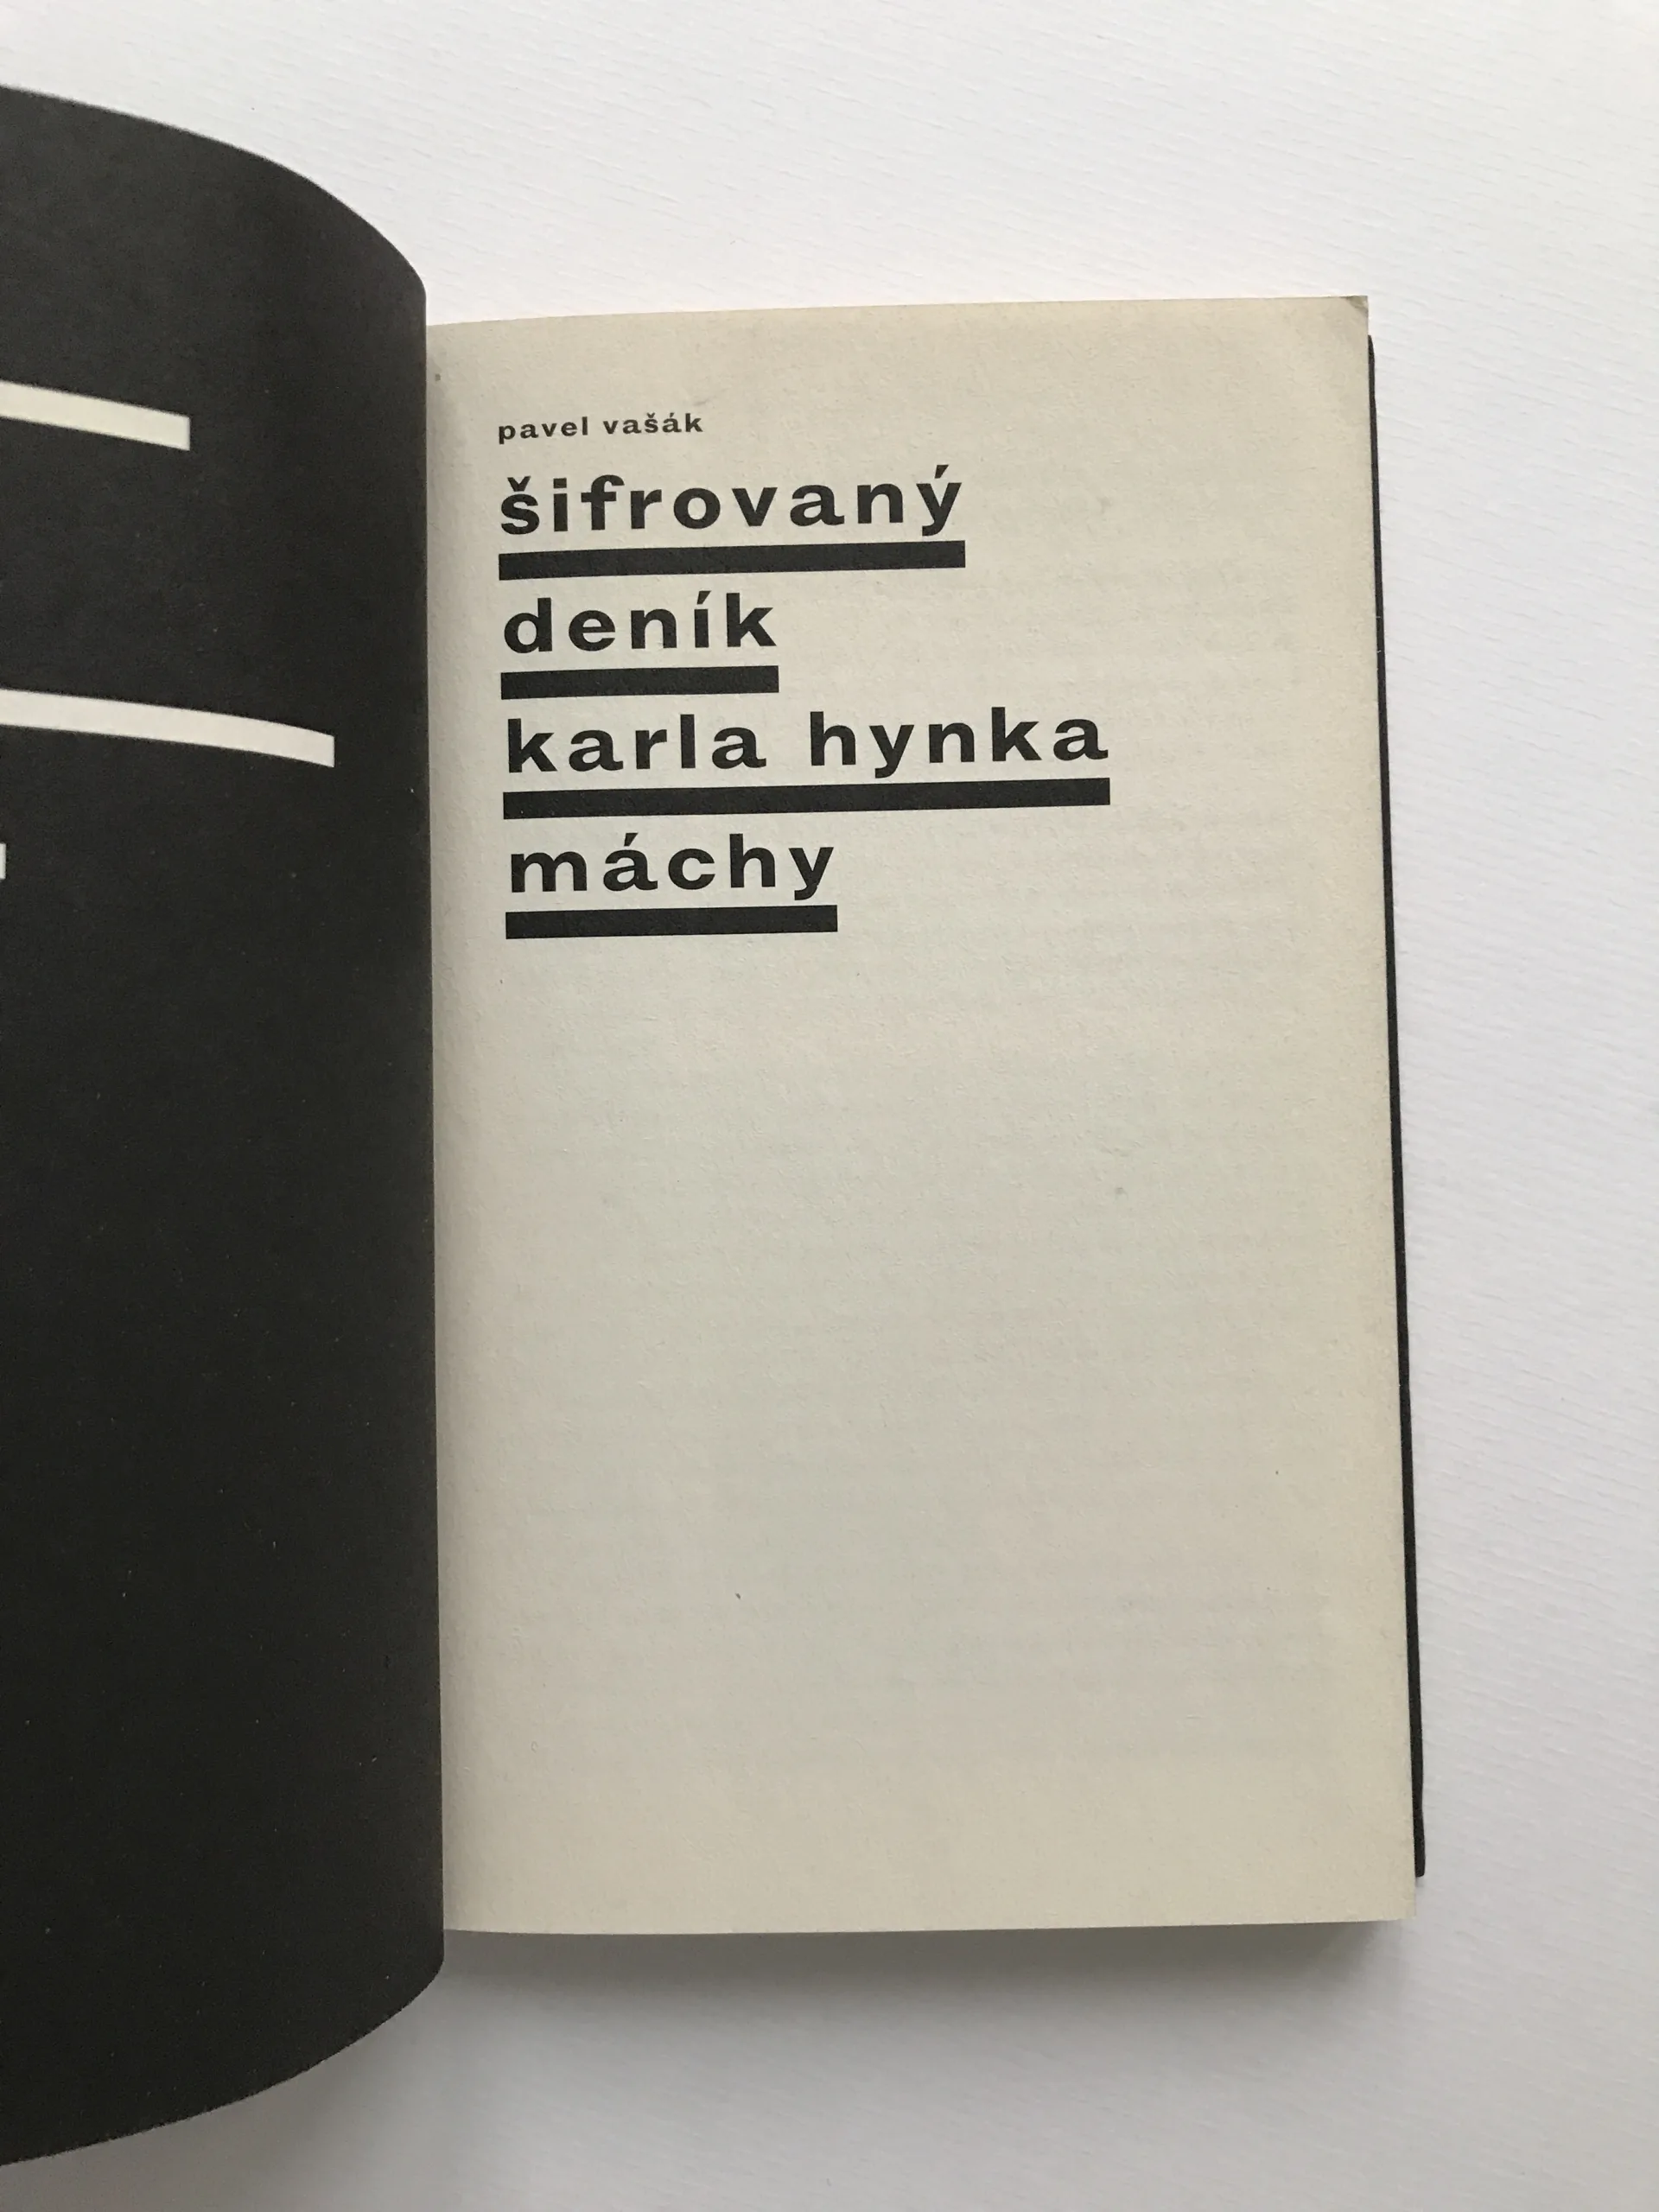 pavel vašák
šifrovaný
deník
karla hynka
máchy